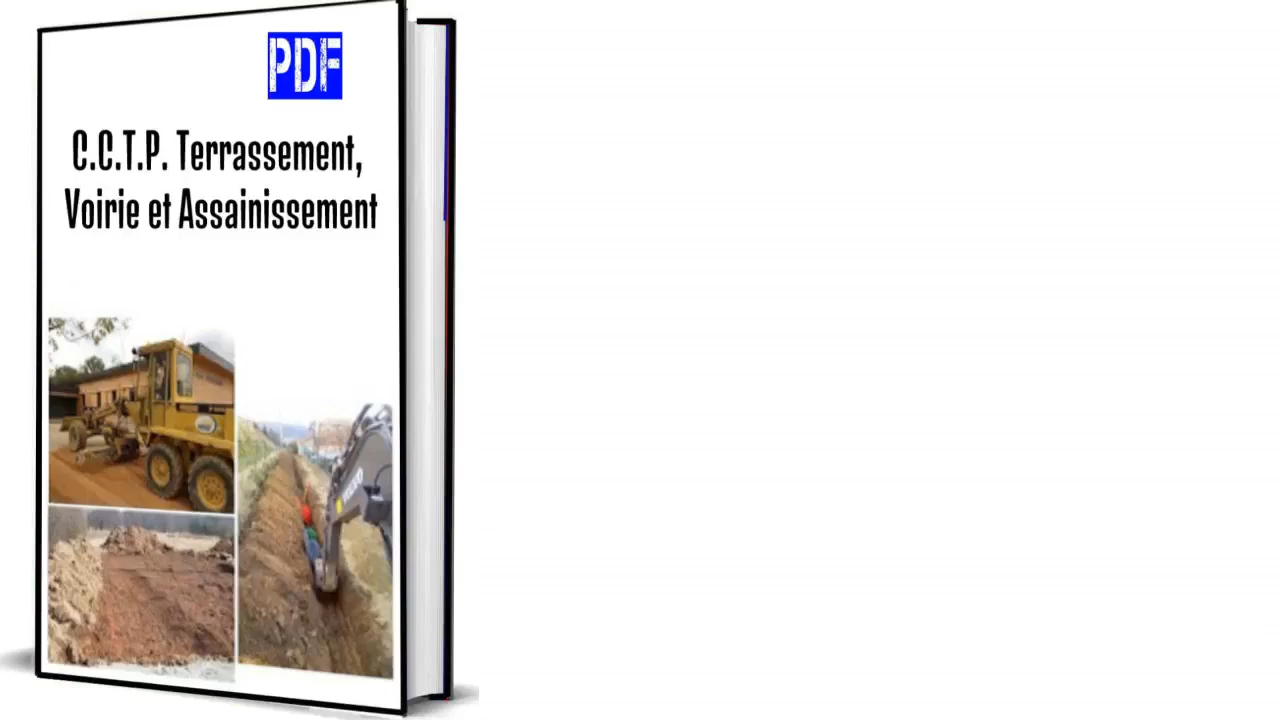 PDF
C.C.T.P. Terrassement,
Voirie et Assainissement